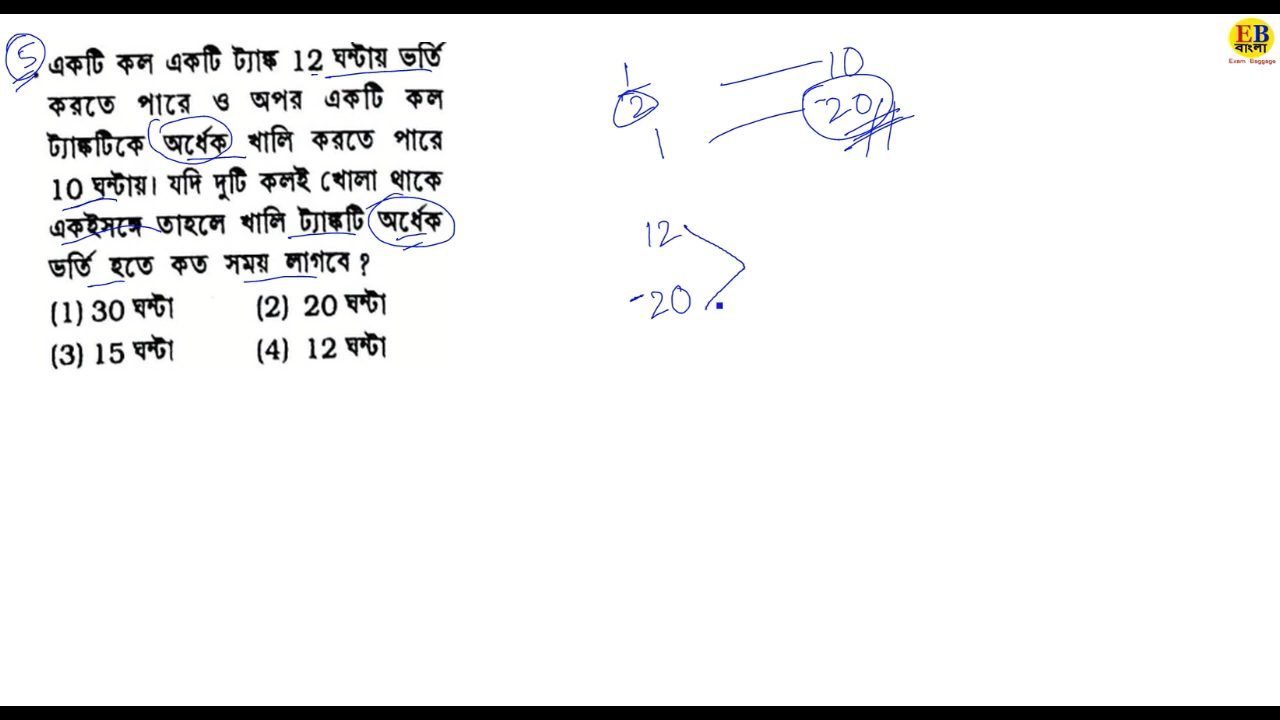 5
একটি কল একটি ট্যাঙ্ক 12 ঘন্টায় ভর্তি
করতে পারে ও অপর একটি কল
ট্যাঙ্কটিকে অর্ধেক খালি করতে পারে
10 ঘন্টায়। যদি দুটি কলই খোলা থাকে
একইসঙ্গে তাহলে খালি ট্যাঙ্কটি অর্ধেক
ভর্তি হতে কত সময় লাগবে ?
(1) 30 ঘন্টা (2) 20 ঘন্টা
(3) 15 ঘন্টা (4) 12 ঘন্টা
1/2 10
1 -20
12
-20
EB
বাংলা
Exam Baggage